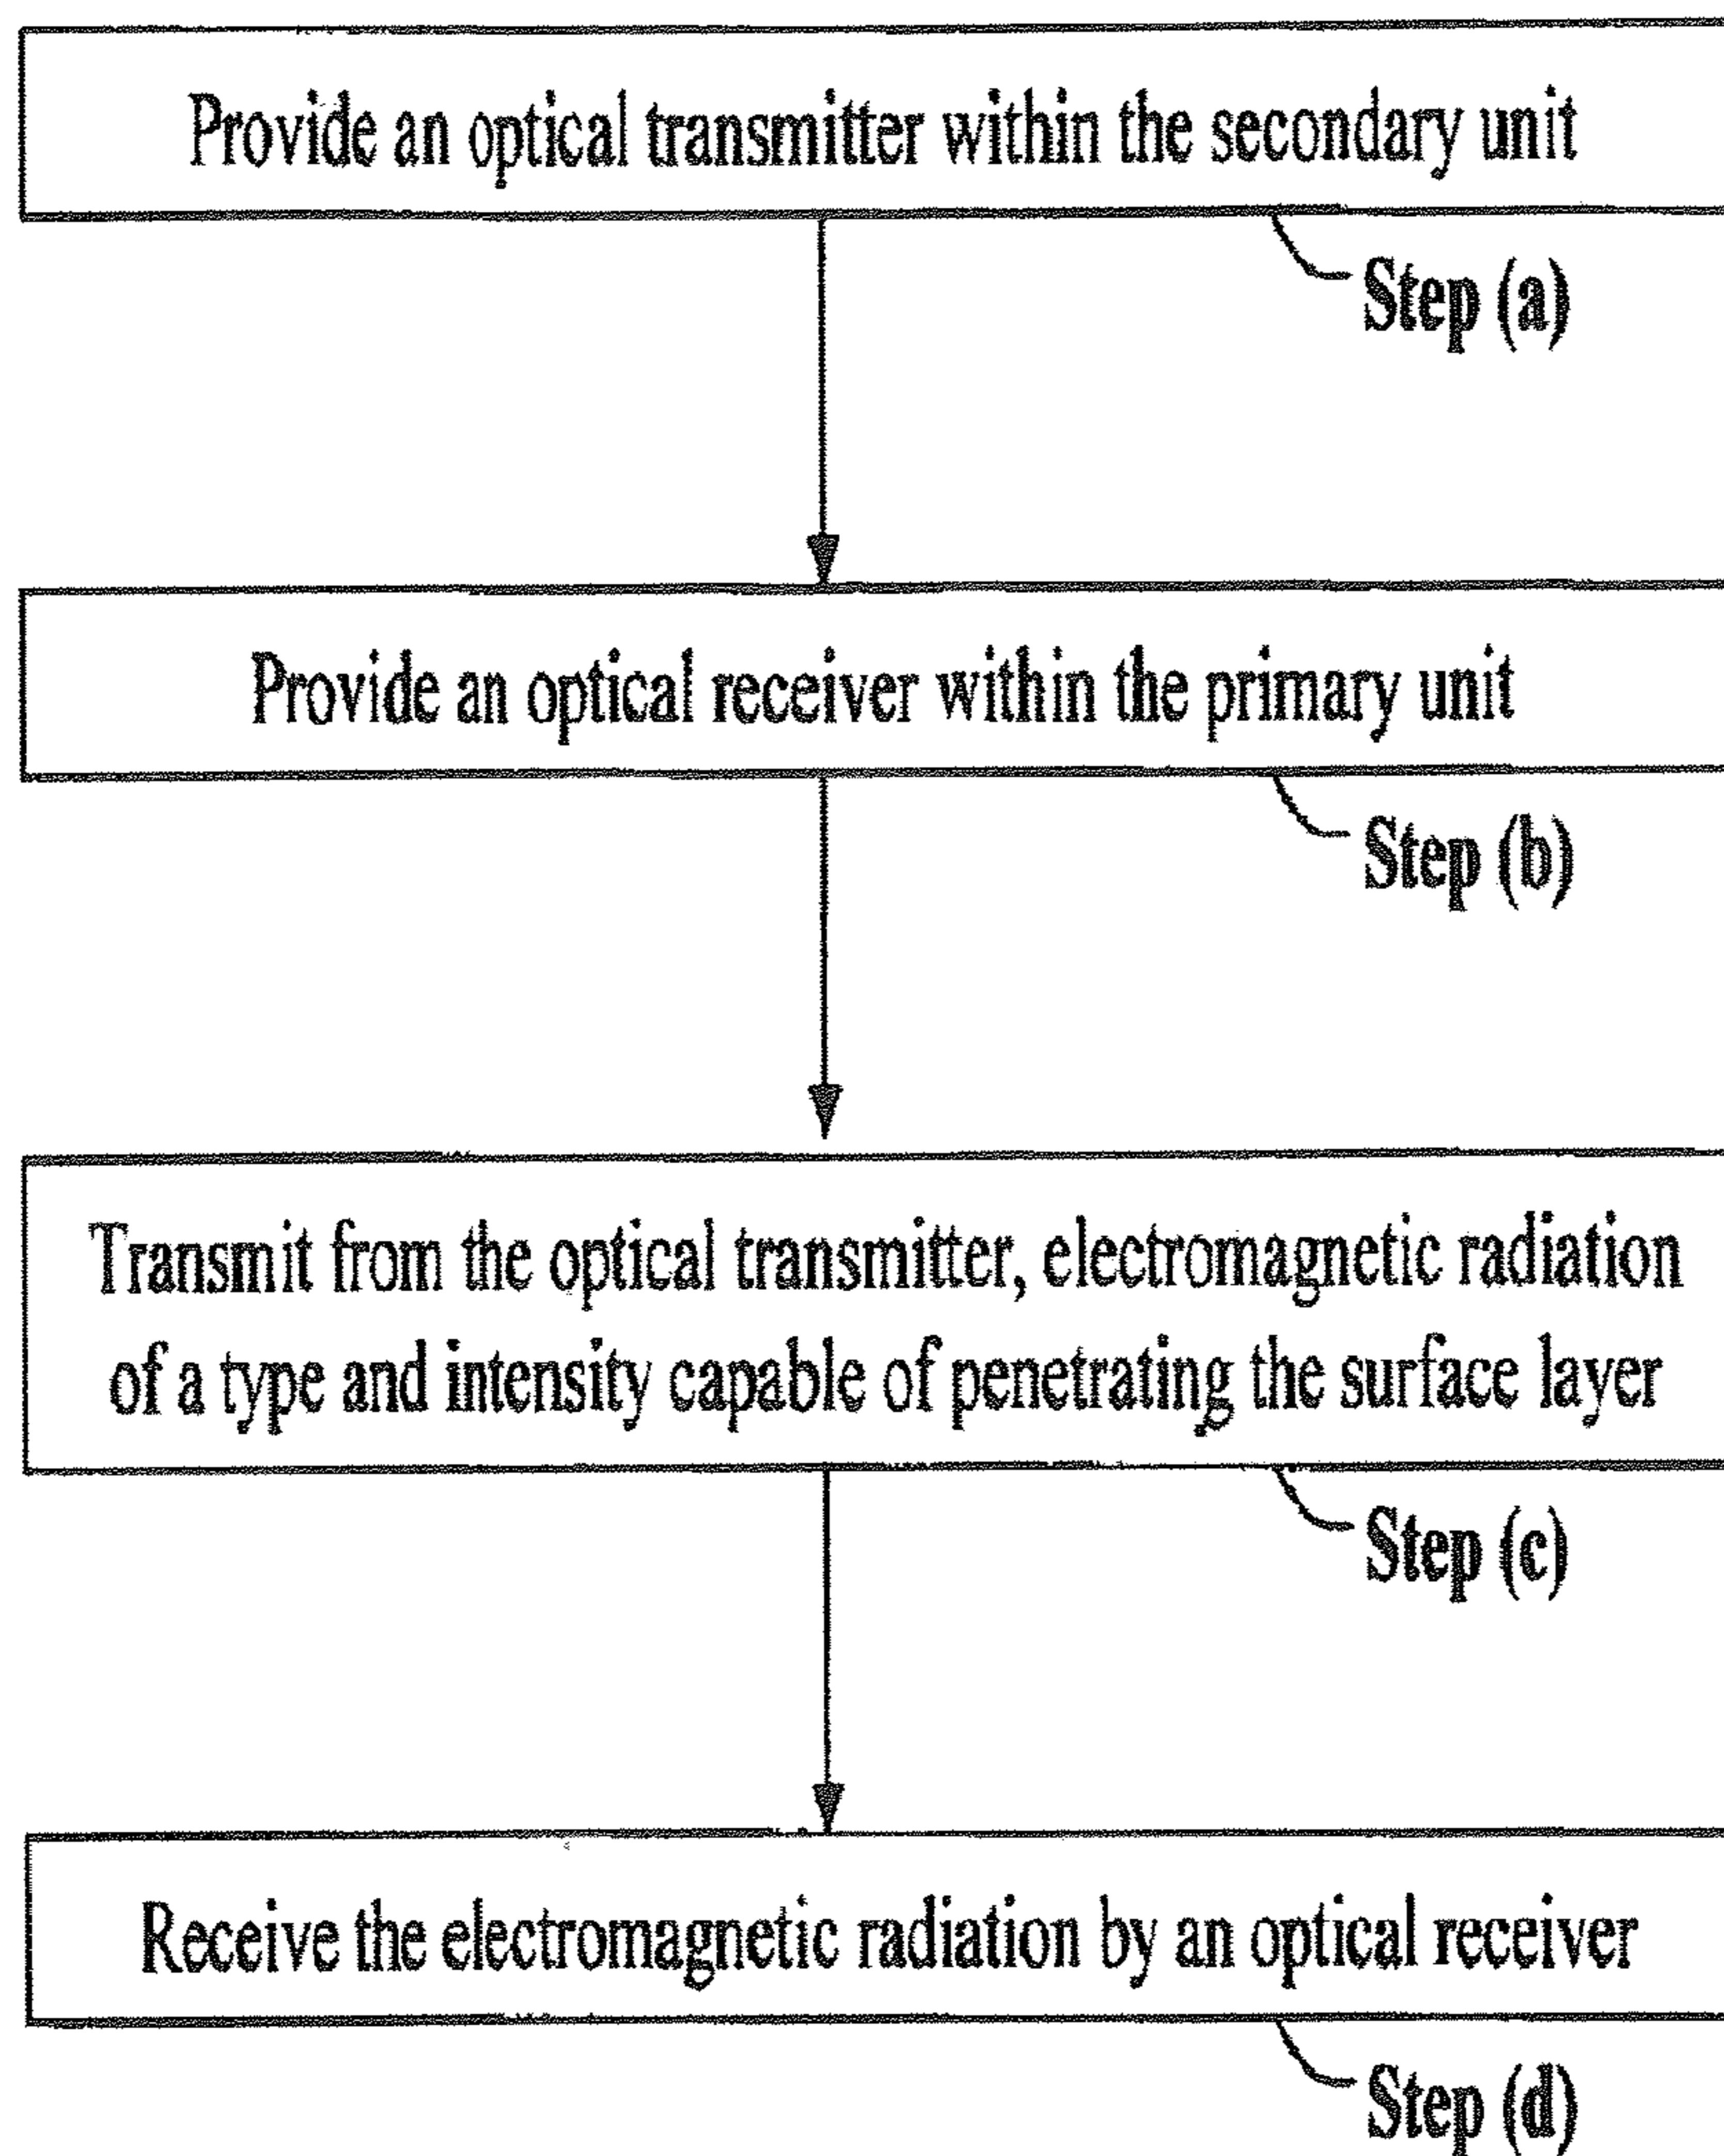 Provide an optical transmitter within the secondary unit
Step (a)
Provide an optical receiver within the primary unit
Step (b)
Transmit from the optical transmitter, electromagnetic radiation
of a type and intensity capable of penetrating the surface layer
Step (c)
Receive the electromagnetic radiation by an optical receiver
Step (d)